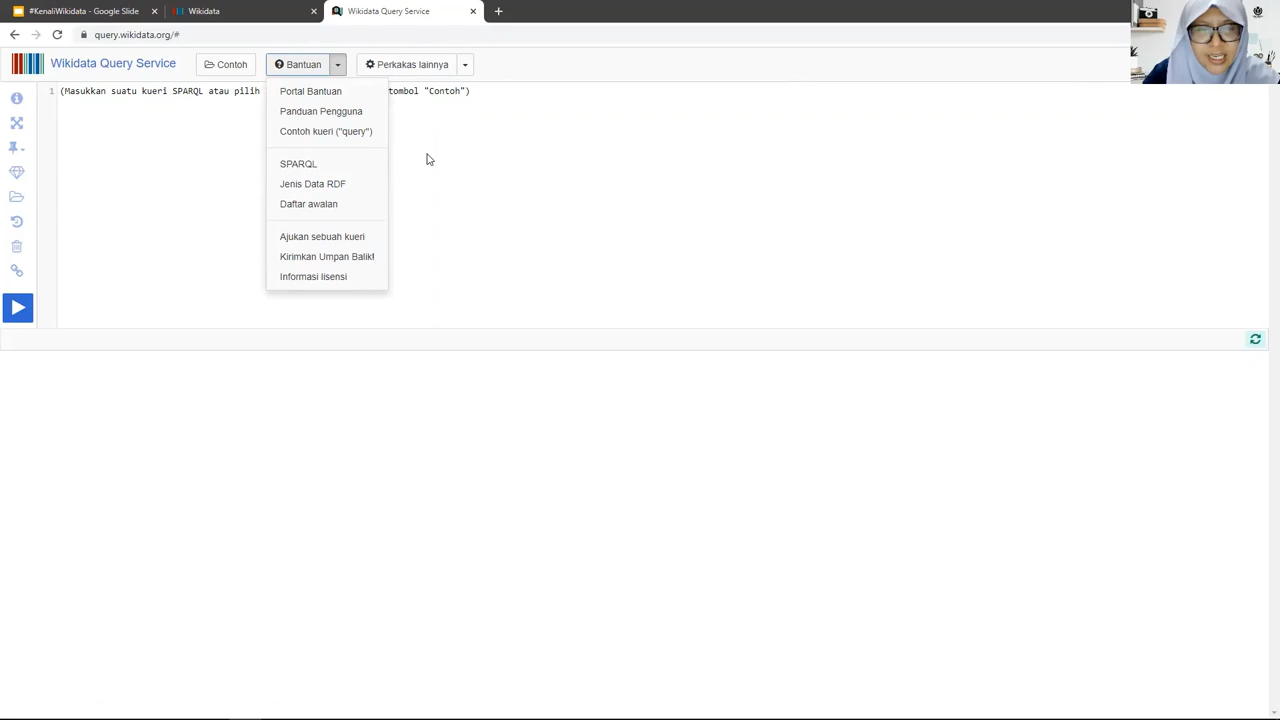 #KenaliWikidata - Google Slide
Wikidata
Wikidata Query Service
query.wikidata.org/#
Wikidata Query Service
Contoh
Bantuan
Perkakas lainnya
1
(Masukkan suatu kueri SPARQL atau pilih
tombol "Contoh")
Portal Bantuan
Panduan Pengguna
Contoh kueri ("query")
SPARQL
Jenis Data RDF
Daftar awalan
Ajukan sebuah kueri
Kirimkan Umpan Balik!
Informasi lisensi